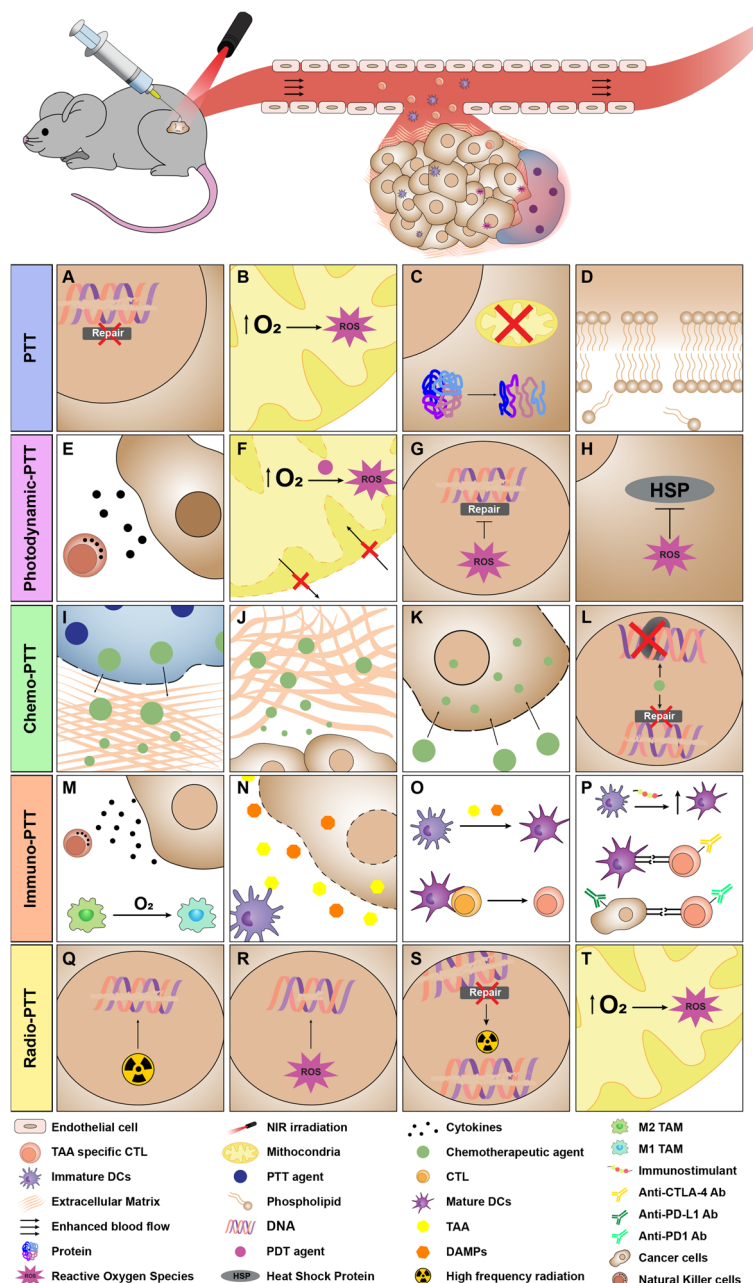 A
B
C
D
PTT
Repair
↑O₂
ROS
E
F
G
H
Photodynamic-PTT
↑O₂
ROS
Repair
ROS
HSP
ROS
I
J
K
L
Chemo-PTT
Repair
M
N
O
P
Immuno-PTT
O₂
Q
R
S
T
Radio-PTT
ROS
Repair
↑O₂
ROS
Endothelial cell
NIR irradiation
Cytokines
M2 TAM
TAA specific CTL
Mithocondria
Chemotherapeutic agent
M1 TAM
Immature DCs
PTT agent
CTL
Immunostimulant
Extracellular Matrix
Phospholipid
Mature DCs
Anti-CTLA-4 Ab
Enhanced blood flow
DNA
TAA
Anti-PD-L1 Ab
Protein
PDT agent
DAMPs
Anti-PD1 Ab
Cancer cells
ROS
Reactive Oxygen Species
HSP
Heat Shock Protein
High frequency radiation
Natural Killer cells